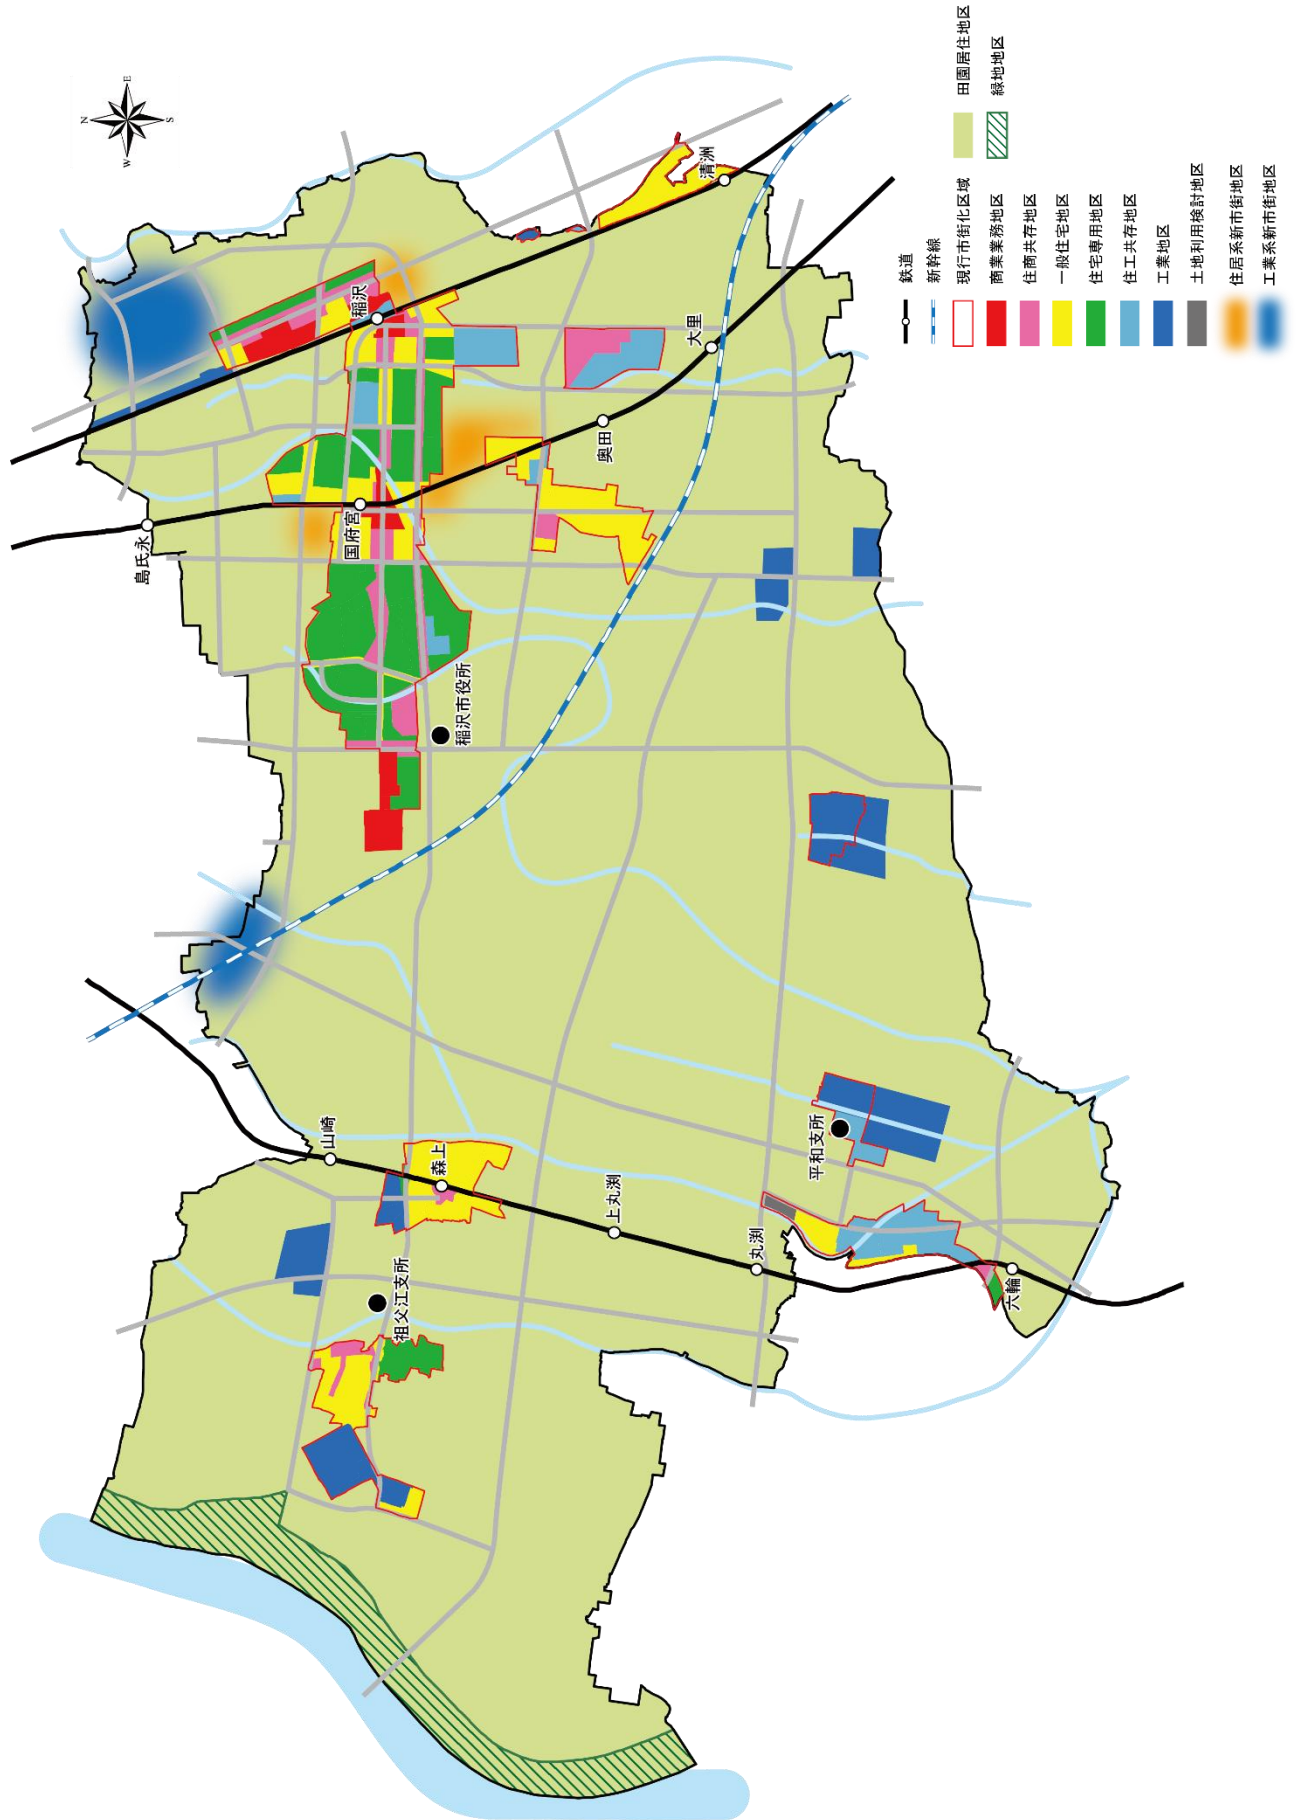 N
W
E
S
島氏永
国府宮
稲沢
清洲
大里
奥田
稲沢市役所
山崎
森上
祖父江支所
上丸渕
丸渕
平和支所
六輪
鉄道
新幹線
現行市街化区域
商業業務地区
住商共存地区
一般住宅地区
住宅専用地区
住工共存地区
工業地区
土地利用検討地区
住居系新市街地区
工業系新市街地区
田園居住地区
緑地地区